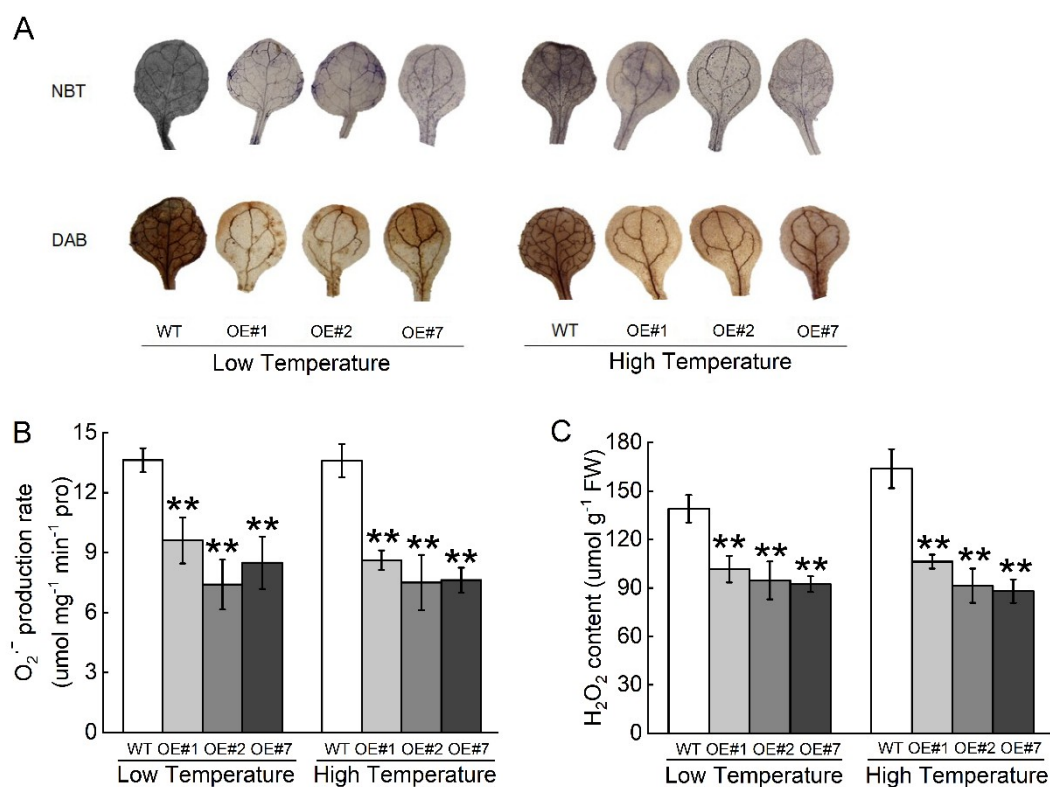 A
NBT
DAB
WT OE#1 OE#2 OE#7 WT OE#1 OE#2 OE#7
Low Temperature High Temperature
B
O₂˙⁻ production rate
(umol mg⁻¹ min⁻¹ pro)
15
12
9
6
3
0
** ** ** ** ** **
WT OE#1 OE#2 OE#7 WT OE#1 OE#2 OE#7
Low Temperature High Temperature
C
H₂O₂ content (umol g⁻¹ FW)
180
150
120
90
60
30
0
** ** ** ** ** **
WT OE#1 OE#2 OE#7 WT OE#1 OE#2 OE#7
Low Temperature High Temperature